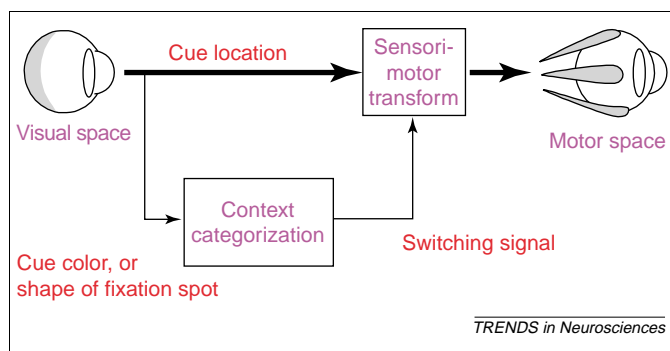 Cue location
Sensori-
motor
transform
Visual space
Motor space
Context
categorization
Switching signal
Cue color, or
shape of fixation spot
TRENDS in Neurosciences